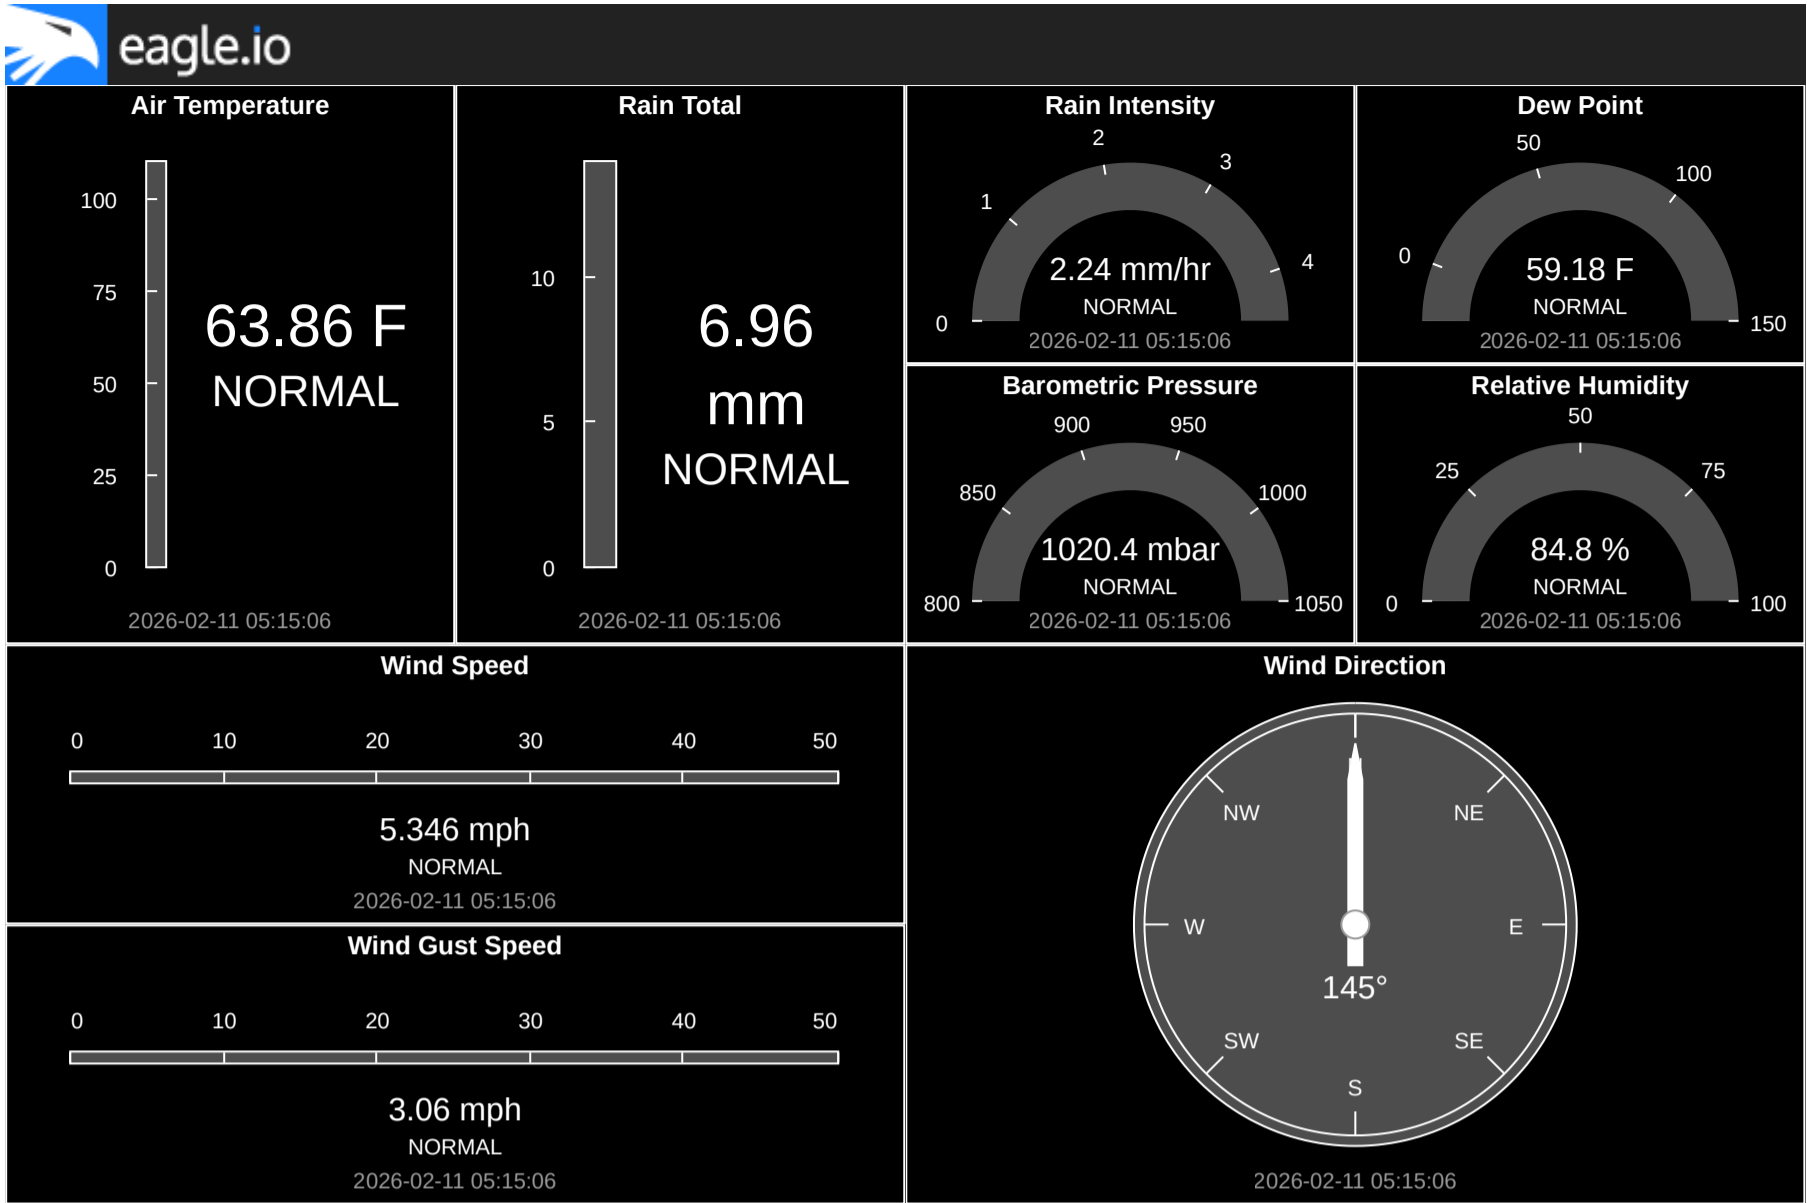 eagle.io
Air Temperature
100
75
50
25
0
63.86 F
NORMAL
2026-02-11 05:15:06
Rain Total
10
5
0
6.96
mm
NORMAL
2026-02-11 05:15:06
Rain Intensity
0
1
2
3
4
2.24 mm/hr
NORMAL
2026-02-11 05:15:06
Dew Point
0
50
100
150
59.18 F
NORMAL
2026-02-11 05:15:06
Barometric Pressure
800
850
900
950
1000
1050
1020.4 mbar
NORMAL
2026-02-11 05:15:06
Relative Humidity
0
25
50
75
100
84.8 %
NORMAL
2026-02-11 05:15:06
Wind Speed
0 10 20 30 40 50
5.346 mph
NORMAL
2026-02-11 05:15:06
Wind Gust Speed
0 10 20 30 40 50
3.06 mph
NORMAL
2026-02-11 05:15:06
Wind Direction
NW NE
W E
145°
SW SE
S
2026-02-11 05:15:06